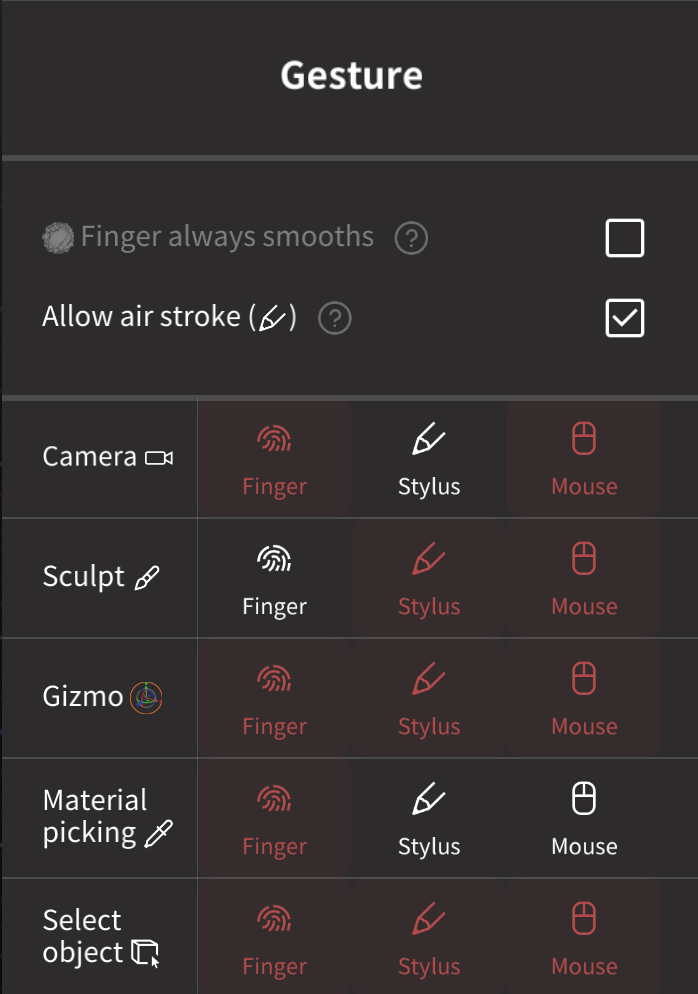 Gesture
Finger always smooths ?
Allow air stroke ( ) ?
Camera
Finger Stylus Mouse
Sculpt
Finger Stylus Mouse
Gizmo
Finger Stylus Mouse
Material
picking
Finger Stylus Mouse
Select
object
Finger Stylus Mouse